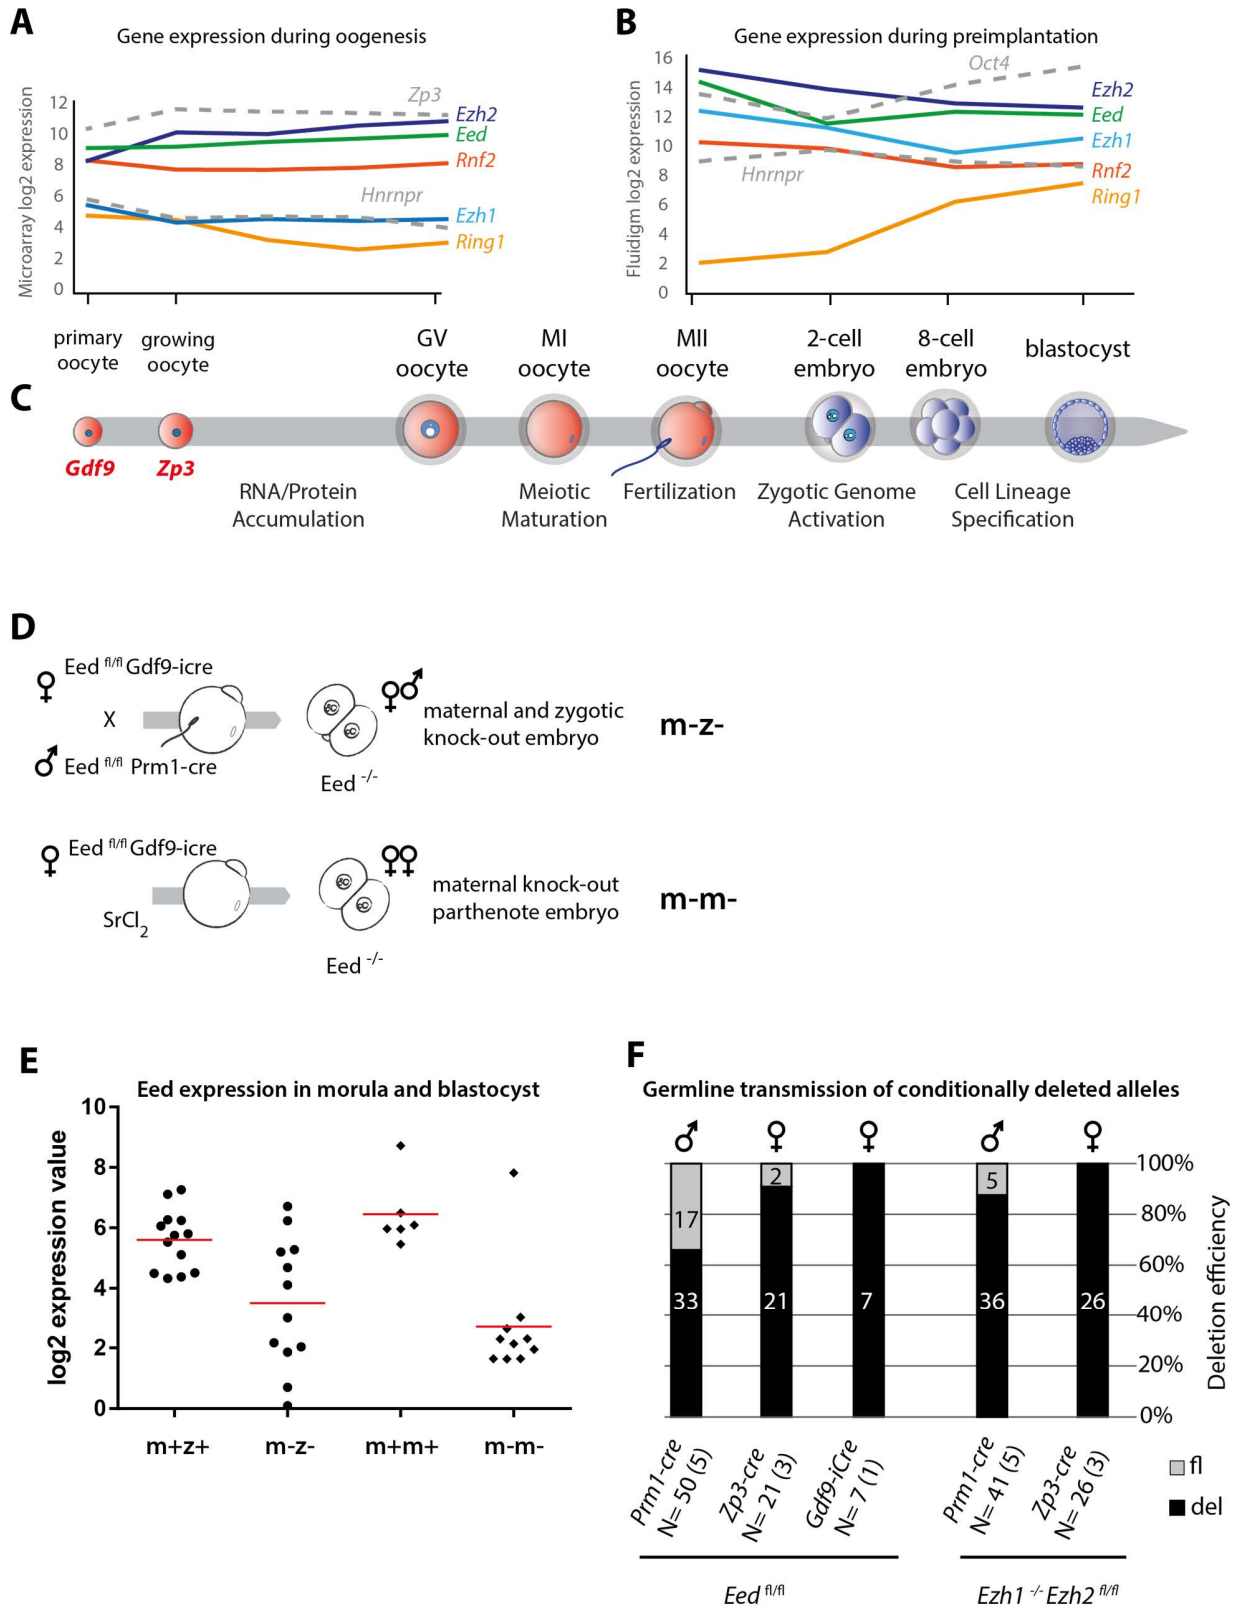 A
Gene expression during oogenesis
Microarray log2 expression
12
10
8
6
4
2
0
Zp3
Ezh2
Eed
Rnf2
Hnrnpr
Ezh1
Ring1
B
Gene expression during preimplantation
Fluidigm log2 expression
16
14
12
10
8
6
4
2
0
Oct4
Ezh2
Eed
Ezh1
Rnf2
Hnrnpr
Ring1
primary
oocyte
growing
oocyte
GV
oocyte
MI
oocyte
MII
oocyte
2-cell
embryo
8-cell
embryo
blastocyst
C
Gdf9
Zp3
RNA/Protein
Accumulation
Meiotic
Maturation
Fertilization
Zygotic Genome
Activation
Cell Lineage
Specification
D
♀ Eed fl/fl Gdf9-icre
X
♂ Eed fl/fl Prm1-cre
♀♂
Eed -/-
maternal and zygotic
knock-out embryo
m-z-
♀ Eed fl/fl Gdf9-icre
SrCl2
♀♀
Eed -/-
maternal knock-out
parthenote embryo
m-m-
E
Eed expression in morula and blastocyst
log2 expression value
10
8
6
4
2
0
m+z+
m-z-
m+m+
m-m-
F
Germline transmission of conditionally deleted alleles
♂ ♀ ♀ ♂ ♀
17
2
5
33
21
7
36
26
100%
80%
60%
40%
20%
0%
Deletion efficiency
Prm1-cre
N= 50 (5)
Zp3-cre
N= 21 (3)
Gdf9-iCre
N= 7 (1)
Prm1-cre
N= 41 (5)
Zp3-cre
N= 26 (3)
fl
del
Eed fl/fl
Ezh1 -/- Ezh2 fl/fl